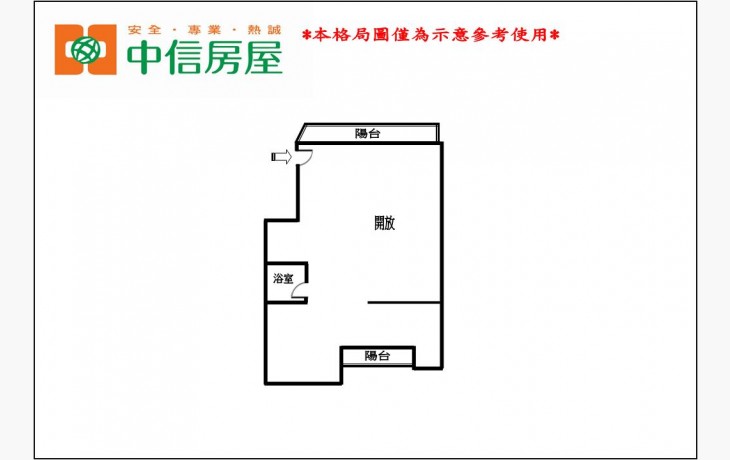 安全・專業・熱誠
中信房屋
*本格局圖僅為示意參考使用*
陽台
開放
浴室
陽台